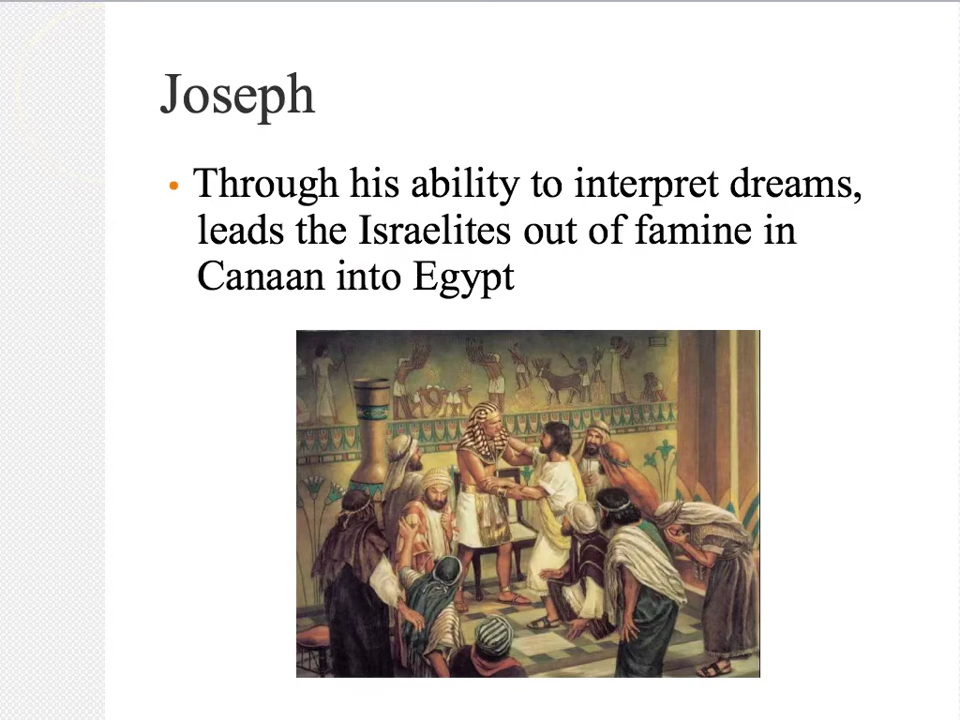 Joseph
• Through his ability to interpret dreams,
leads the Israelites out of famine in
Canaan into Egypt